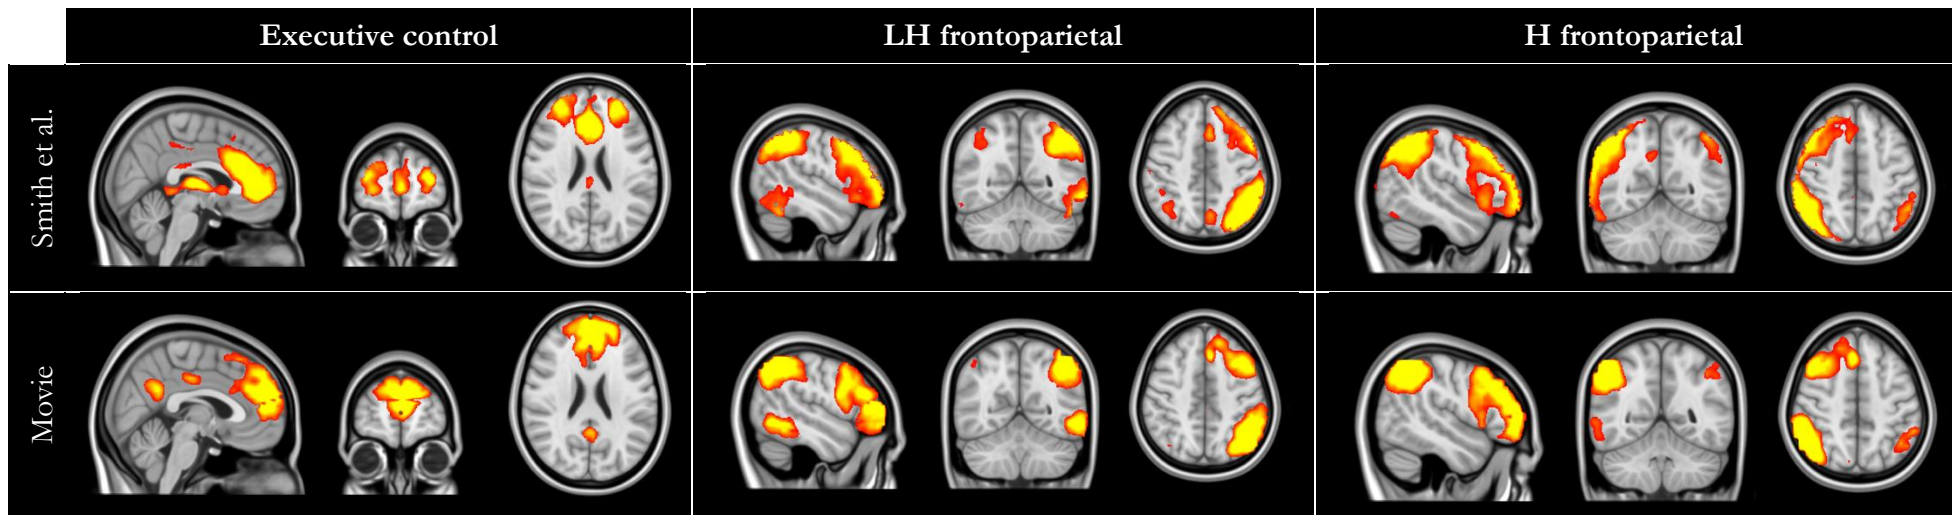 Executive control
LH frontoparietal
H frontoparietal
Smith et al.
Movie